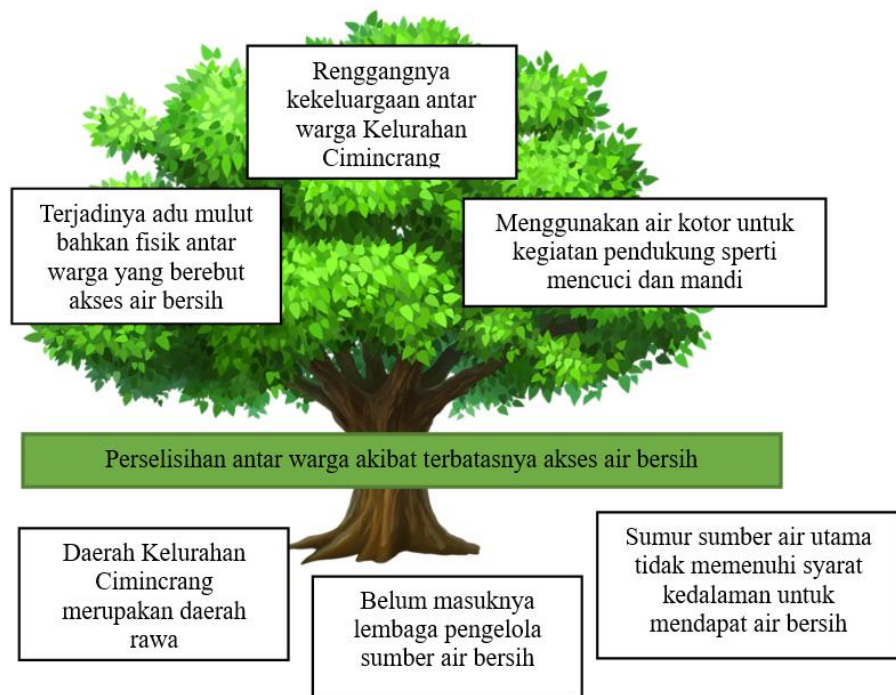 Renggangnya
kekeluargaan antar
warga Kelurahan
Cimincrang
Terjadinya adu mulut
bahkan fisik antar
warga yang berebut
akses air bersih
Menggunakan air kotor untuk
kegiatan pendukung sperti
mencuci dan mandi
Perselisihan antar warga akibat terbatasnya akses air bersih
Daerah Kelurahan
Cimincrang
merupakan daerah
rawa
Belum masuknya
lembaga pengelola
sumber air bersih
Sumur sumber air utama
tidak memenuhi syarat
kedalaman untuk
mendapat air bersih